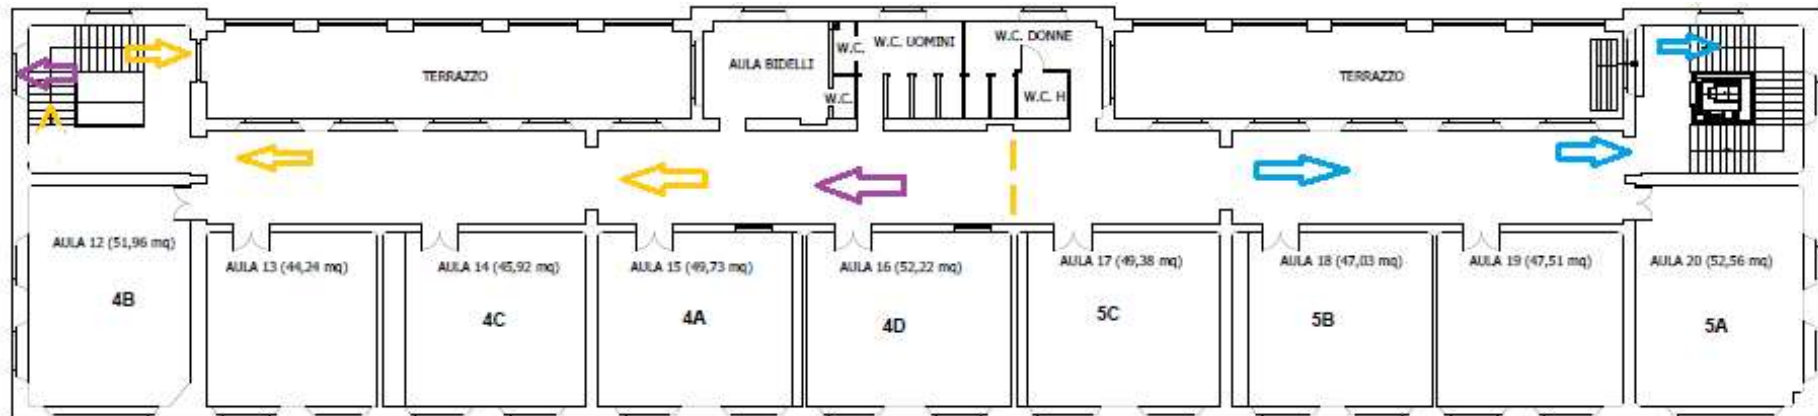 W.C. DONNE
W.C. UOMINI
W.C.
AULA BIDELLI
TERRAZZO
TERRAZZO
W.C.
W.C. H
AULA 12 (51,96 mq)
4B
AULA 13 (44,24 mq)
AULA 14 (45,92 mq)
4C
AULA 15 (49,73 mq)
4A
AULA 16 (52,22 mq)
4D
AULA 17 (49,38 mq)
5C
AULA 18 (47,03 mq)
5B
AULA 19 (47,51 mq)
AULA 20 (52,56 mq)
5A